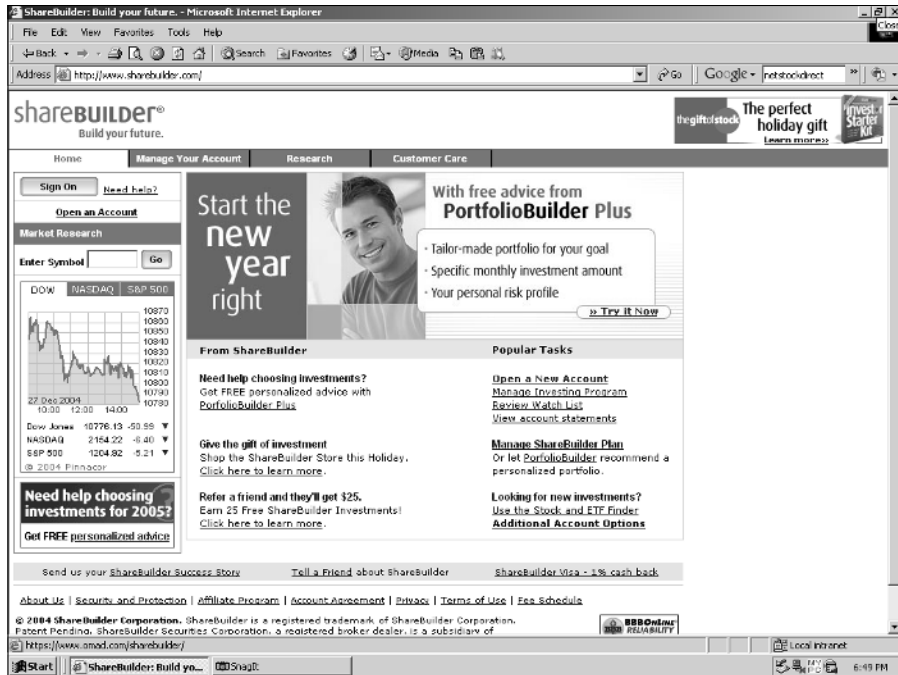 ShareBuilder: Build your future. - Microsoft Internet Explorer
File Edit View Favorites Tools Help
Close
Back Search Favorites Media
Address http://www.sharebuilder.com/ Go Google netstockdirect »
shareBUILDer®
Build your future.
thegiftofstock
The perfect
holiday gift
Learn more»
investor
Starter
Kit
Home Manage Your Account Research Customer Care
Sign On Need help?
Open an Account
Market Research
Enter Symbol Go
DOW NASDAQ S&P 500
10870
10860
10850
10840
10830
10820
10810
10800
10790
10780
27 Dec 2004
10:00 12:00 14:00
Dow Jones 10776.13 -50.99 ▼
NASDAQ 2154.22 -6.40 ▼
S&P 500 1204.92 -5.21 ▼
© 2004 Pinnacor
Need help choosing
investments for 2005?
Get FREE personalized advice
Start the
new
year
right
With free advice from
PortfolioBuilder Plus
· Tailor-made portfolio for your goal
· Specific monthly investment amount
· Your personal risk profile
» Try it Now
From ShareBuilder
Need help choosing investments?
Get FREE personalized advice with
PorfolioBuilder Plus
Give the gift of investment
Shop the ShareBuilder Store this Holiday.
Click here to learn more.
Refer a friend and they'll get $25.
Earn 25 Free ShareBuilder Investments!
Click here to learn more.
Popular Tasks
Open a New Account
Manage Investing Program
Review Watch List
View account statements
Manage ShareBuilder Plan
Or let PorfolioBuilder recommend a
personalized portfolio.
Looking for new investments?
Use the Stock and ETF Finder
Additional Account Options
Send us your ShareBuilder Success Story Tell a Friend about ShareBuilder ShareBuilder Visa - 1% cash back
About Us | Security and Protection | Affiliate Program | Account Agreement | Privacy | Terms of Use | Fee Schedule
© 2004 ShareBuilder Corporation. ShareBuilder is a registered trademark of ShareBuilder Corporation.
Patent Pending. ShareBuilder Securities Corporation, a registered broker dealer, is a subsidiary of
BBBONLINE
RELIABILITY
https://www.omad.com/sharebuilder/ Local intranet
Start ShareBuilder: Build yo... SnagIt MY PC 6:49 PM